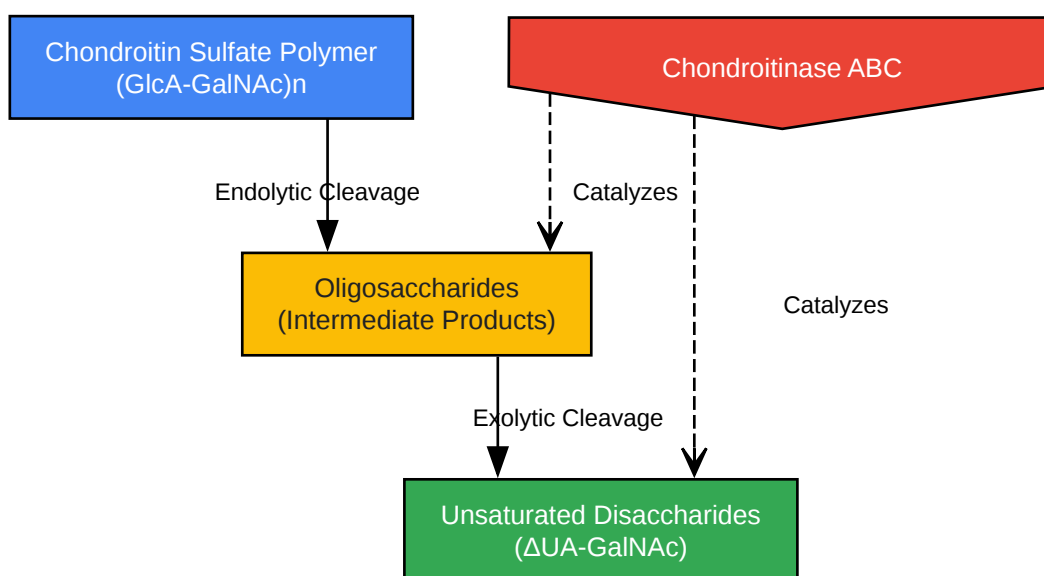 Chondroitin Sulfate Polymer
(GlcA-GalNAc)n
Chondroitinase ABC
Endolytic Cleavage
Catalyzes
Oligosaccharides
(Intermediate Products)
Catalyzes
Exolytic Cleavage
Unsaturated Disaccharides
(ΔUA-GalNAc)